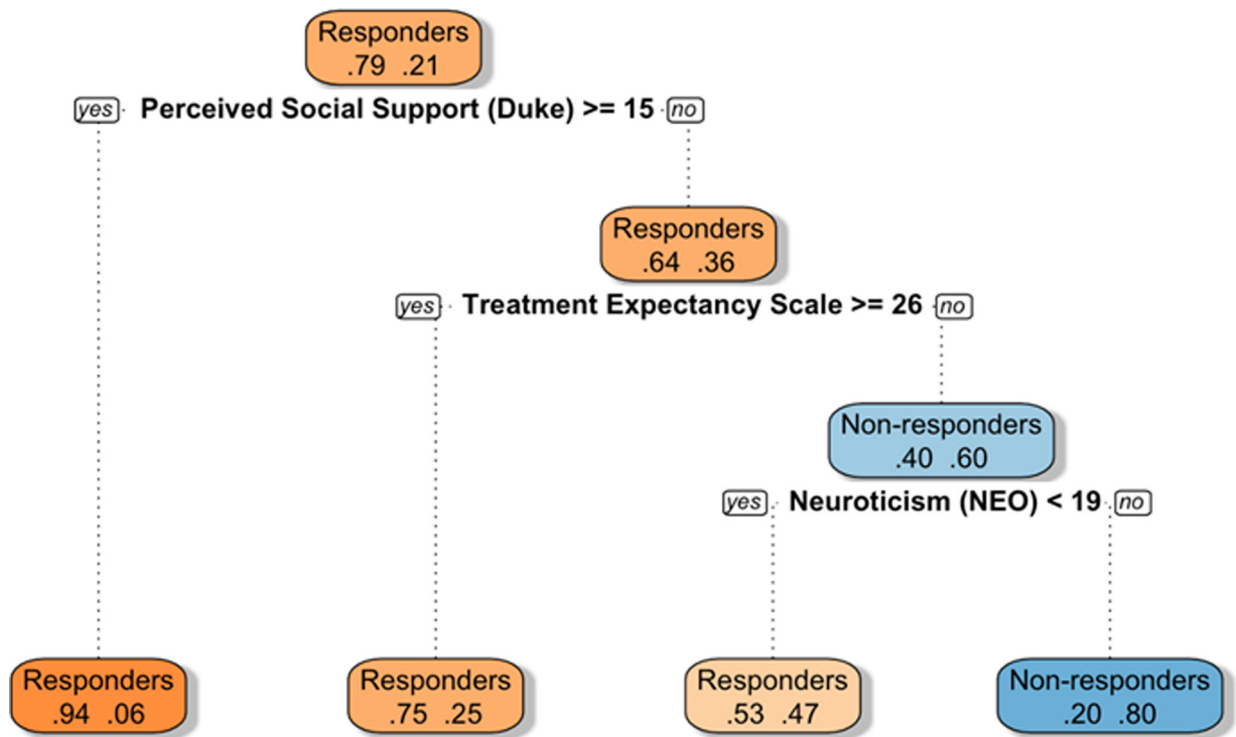 Responders
.79 .21
yes Perceived Social Support (Duke) >= 15 no
Responders
.64 .36
yes Treatment Expectancy Scale >= 26 no
Non-responders
.40 .60
yes Neuroticism (NEO) < 19 no
Responders
.94 .06
Responders
.75 .25
Responders
.53 .47
Non-responders
.20 .80